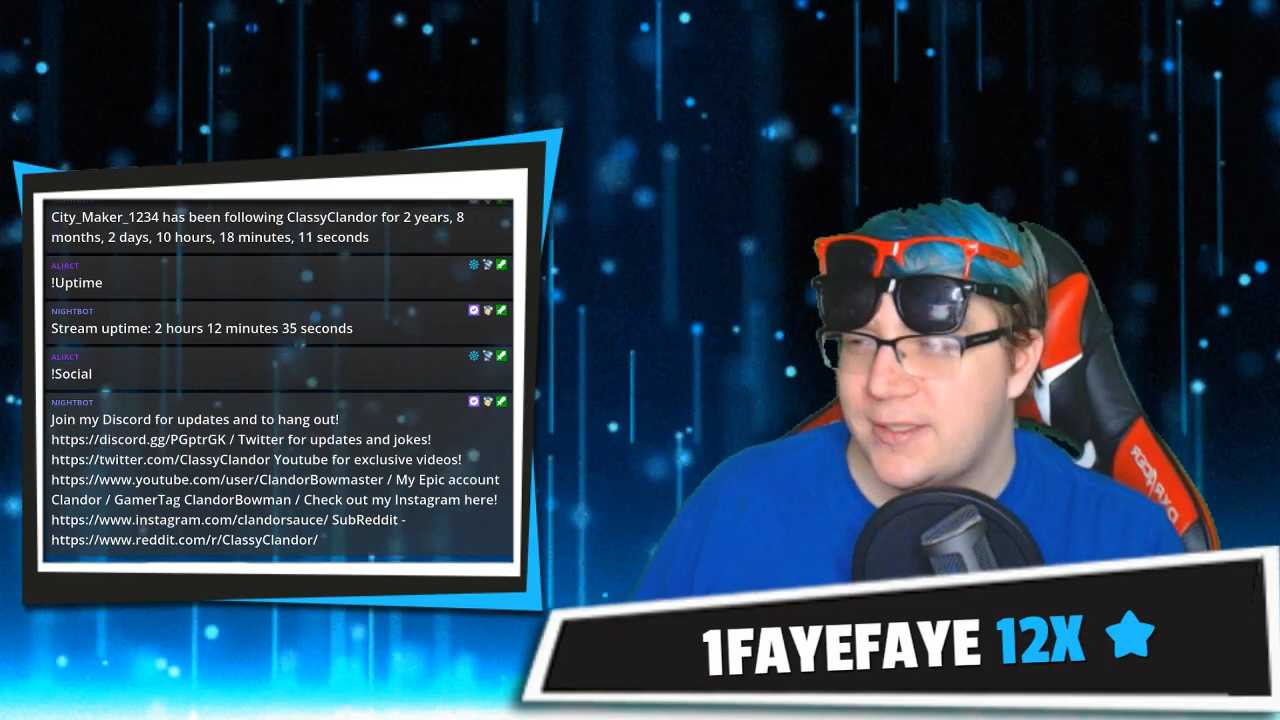 City_Maker_1234 has been following ClassyClandor for 2 years, 8
months, 2 days, 10 hours, 18 minutes, 11 seconds
ALIRCT
!Uptime
NIGHTBOT
Stream uptime: 2 hours 12 minutes 35 seconds
ALIRCT
!Social
NIGHTBOT
Join my Discord for updates and to hang out!
https://discord.gg/PGptrGK / Twitter for updates and jokes!
https://twitter.com/ClassyClandor Youtube for exclusive videos!
https://www.youtube.com/user/ClandorBowmaster / My Epic account
Clandor / GamerTag ClandorBowman / Check out my Instagram here!
https://www.instagram.com/clandorsauce/ SubReddit -
https://www.reddit.com/r/ClassyClandor/
DXRACER
1FAYEFAYE 12X